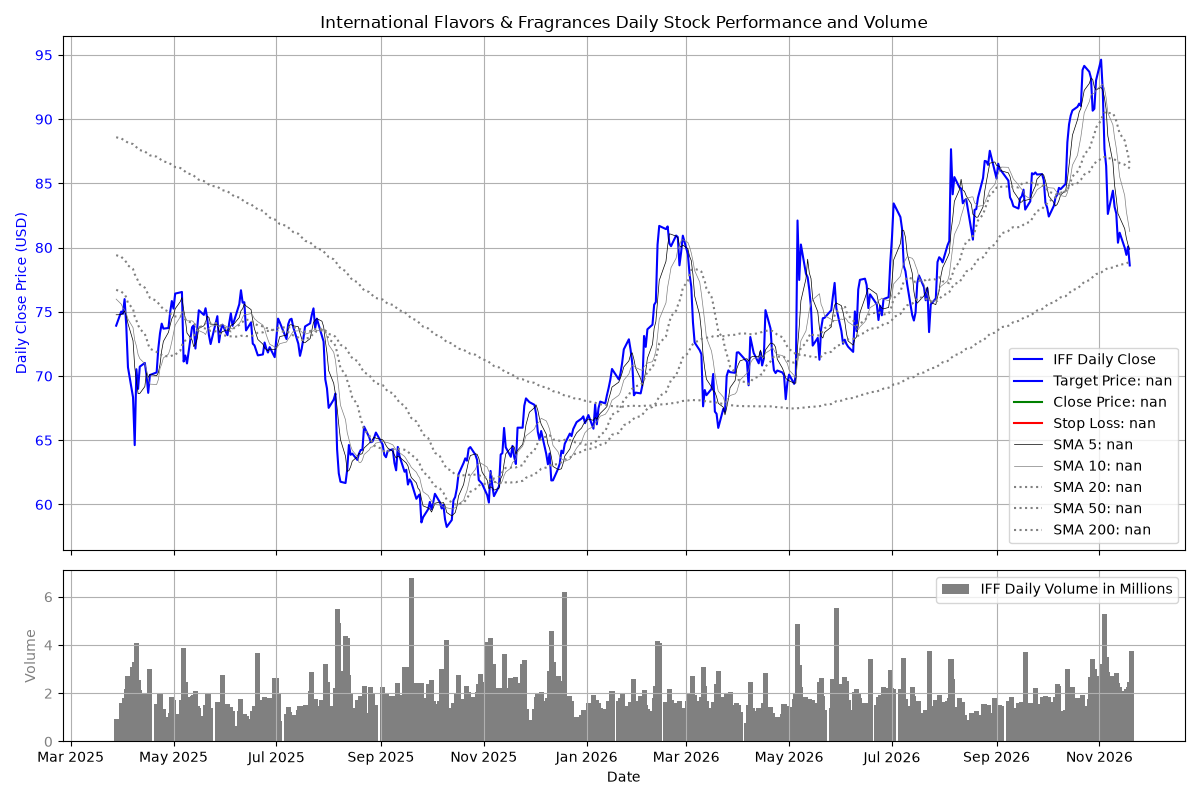 International Flavors & Fragrances Daily Stock Performance and Volume
95
90
85
80
75
70
65
60
Daily Close Price (USD)
IFF Daily Close
Target Price: nan
Close Price: nan
Stop Loss: nan
SMA 5: nan
SMA 10: nan
SMA 20: nan
SMA 50: nan
SMA 200: nan
6
4
2
0
Volume
IFF Daily Volume in Millions
Mar 2025 May 2025 Jul 2025 Sep 2025 Nov 2025 Jan 2026 Mar 2026 May 2026 Jul 2026 Sep 2026 Nov 2026
Date